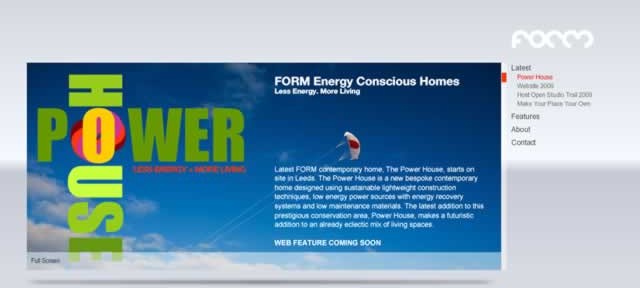 FORM
Latest
Power House
Website 2009
Host Open Studio Trail 2009
Make Your Place Your Own
Features
About
Contact
POWER
HOUSE
LESS ENERGY + MORE LIVING
FORM Energy Conscious Homes
Less Energy. More Living
Latest FORM contemporary home, The Power House, starts on
site in Leeds. The Power House is a new bespoke contemporary
home designed using sustainable lightweight construction
techniques, low energy power sources with energy recovery
systems and low maintenance materials. The latest addition to this
prestigious conservation area, Power House, makes a futuristic
addition to an already eclectic mix of living spaces.
WEB FEATURE COMING SOON
Full Screen